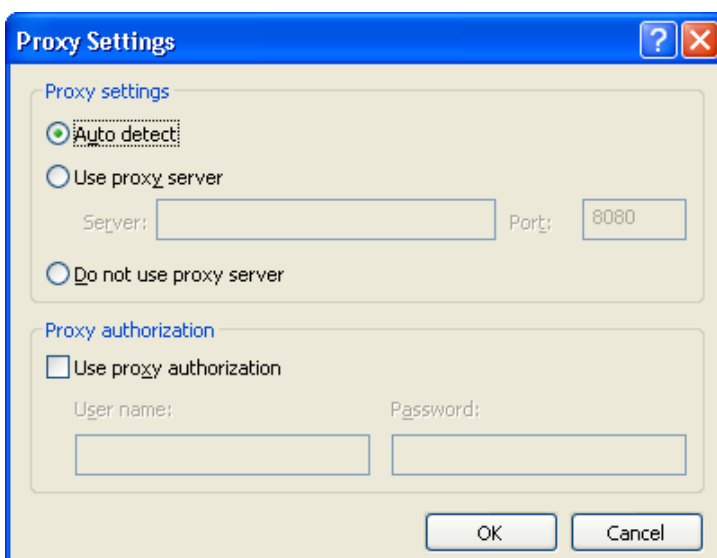 Proxy Settings
Proxy settings
Auto detect
Use proxy server
Server: Port: 8080
Do not use proxy server
Proxy authorization
Use proxy authorization
User name: Password:
OK Cancel